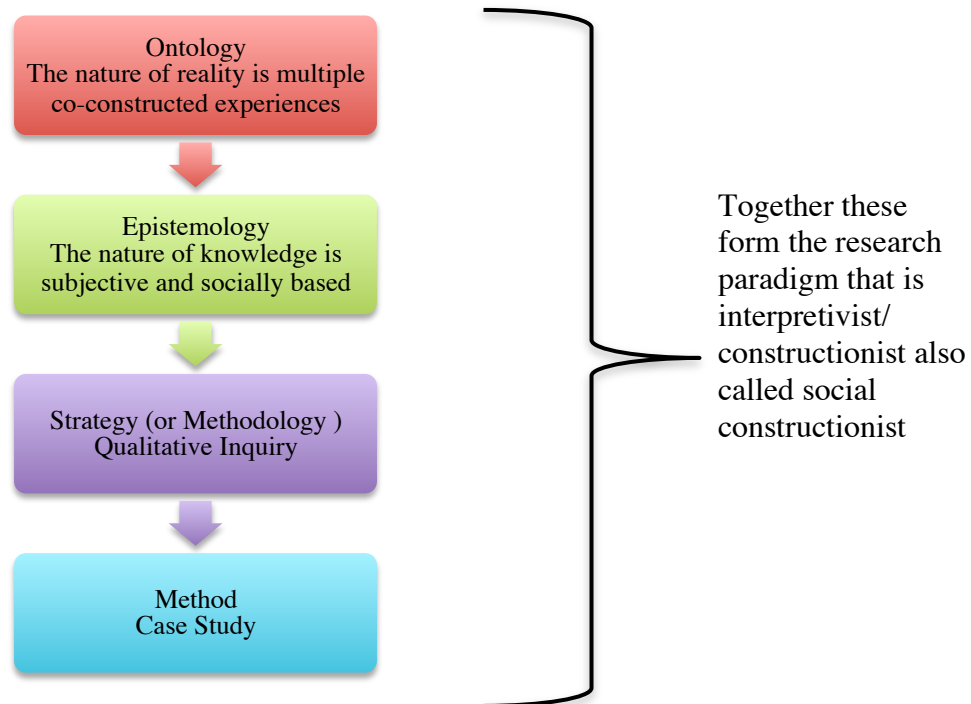 Ontology
The nature of reality is multiple
co-constructed experiences
Epistemology
The nature of knowledge is
subjective and socially based
Strategy (or Methodology )
Qualitative Inquiry
Method
Case Study
Together these
form the research
paradigm that is
interpretivist/
constructionist also
called social
constructionist